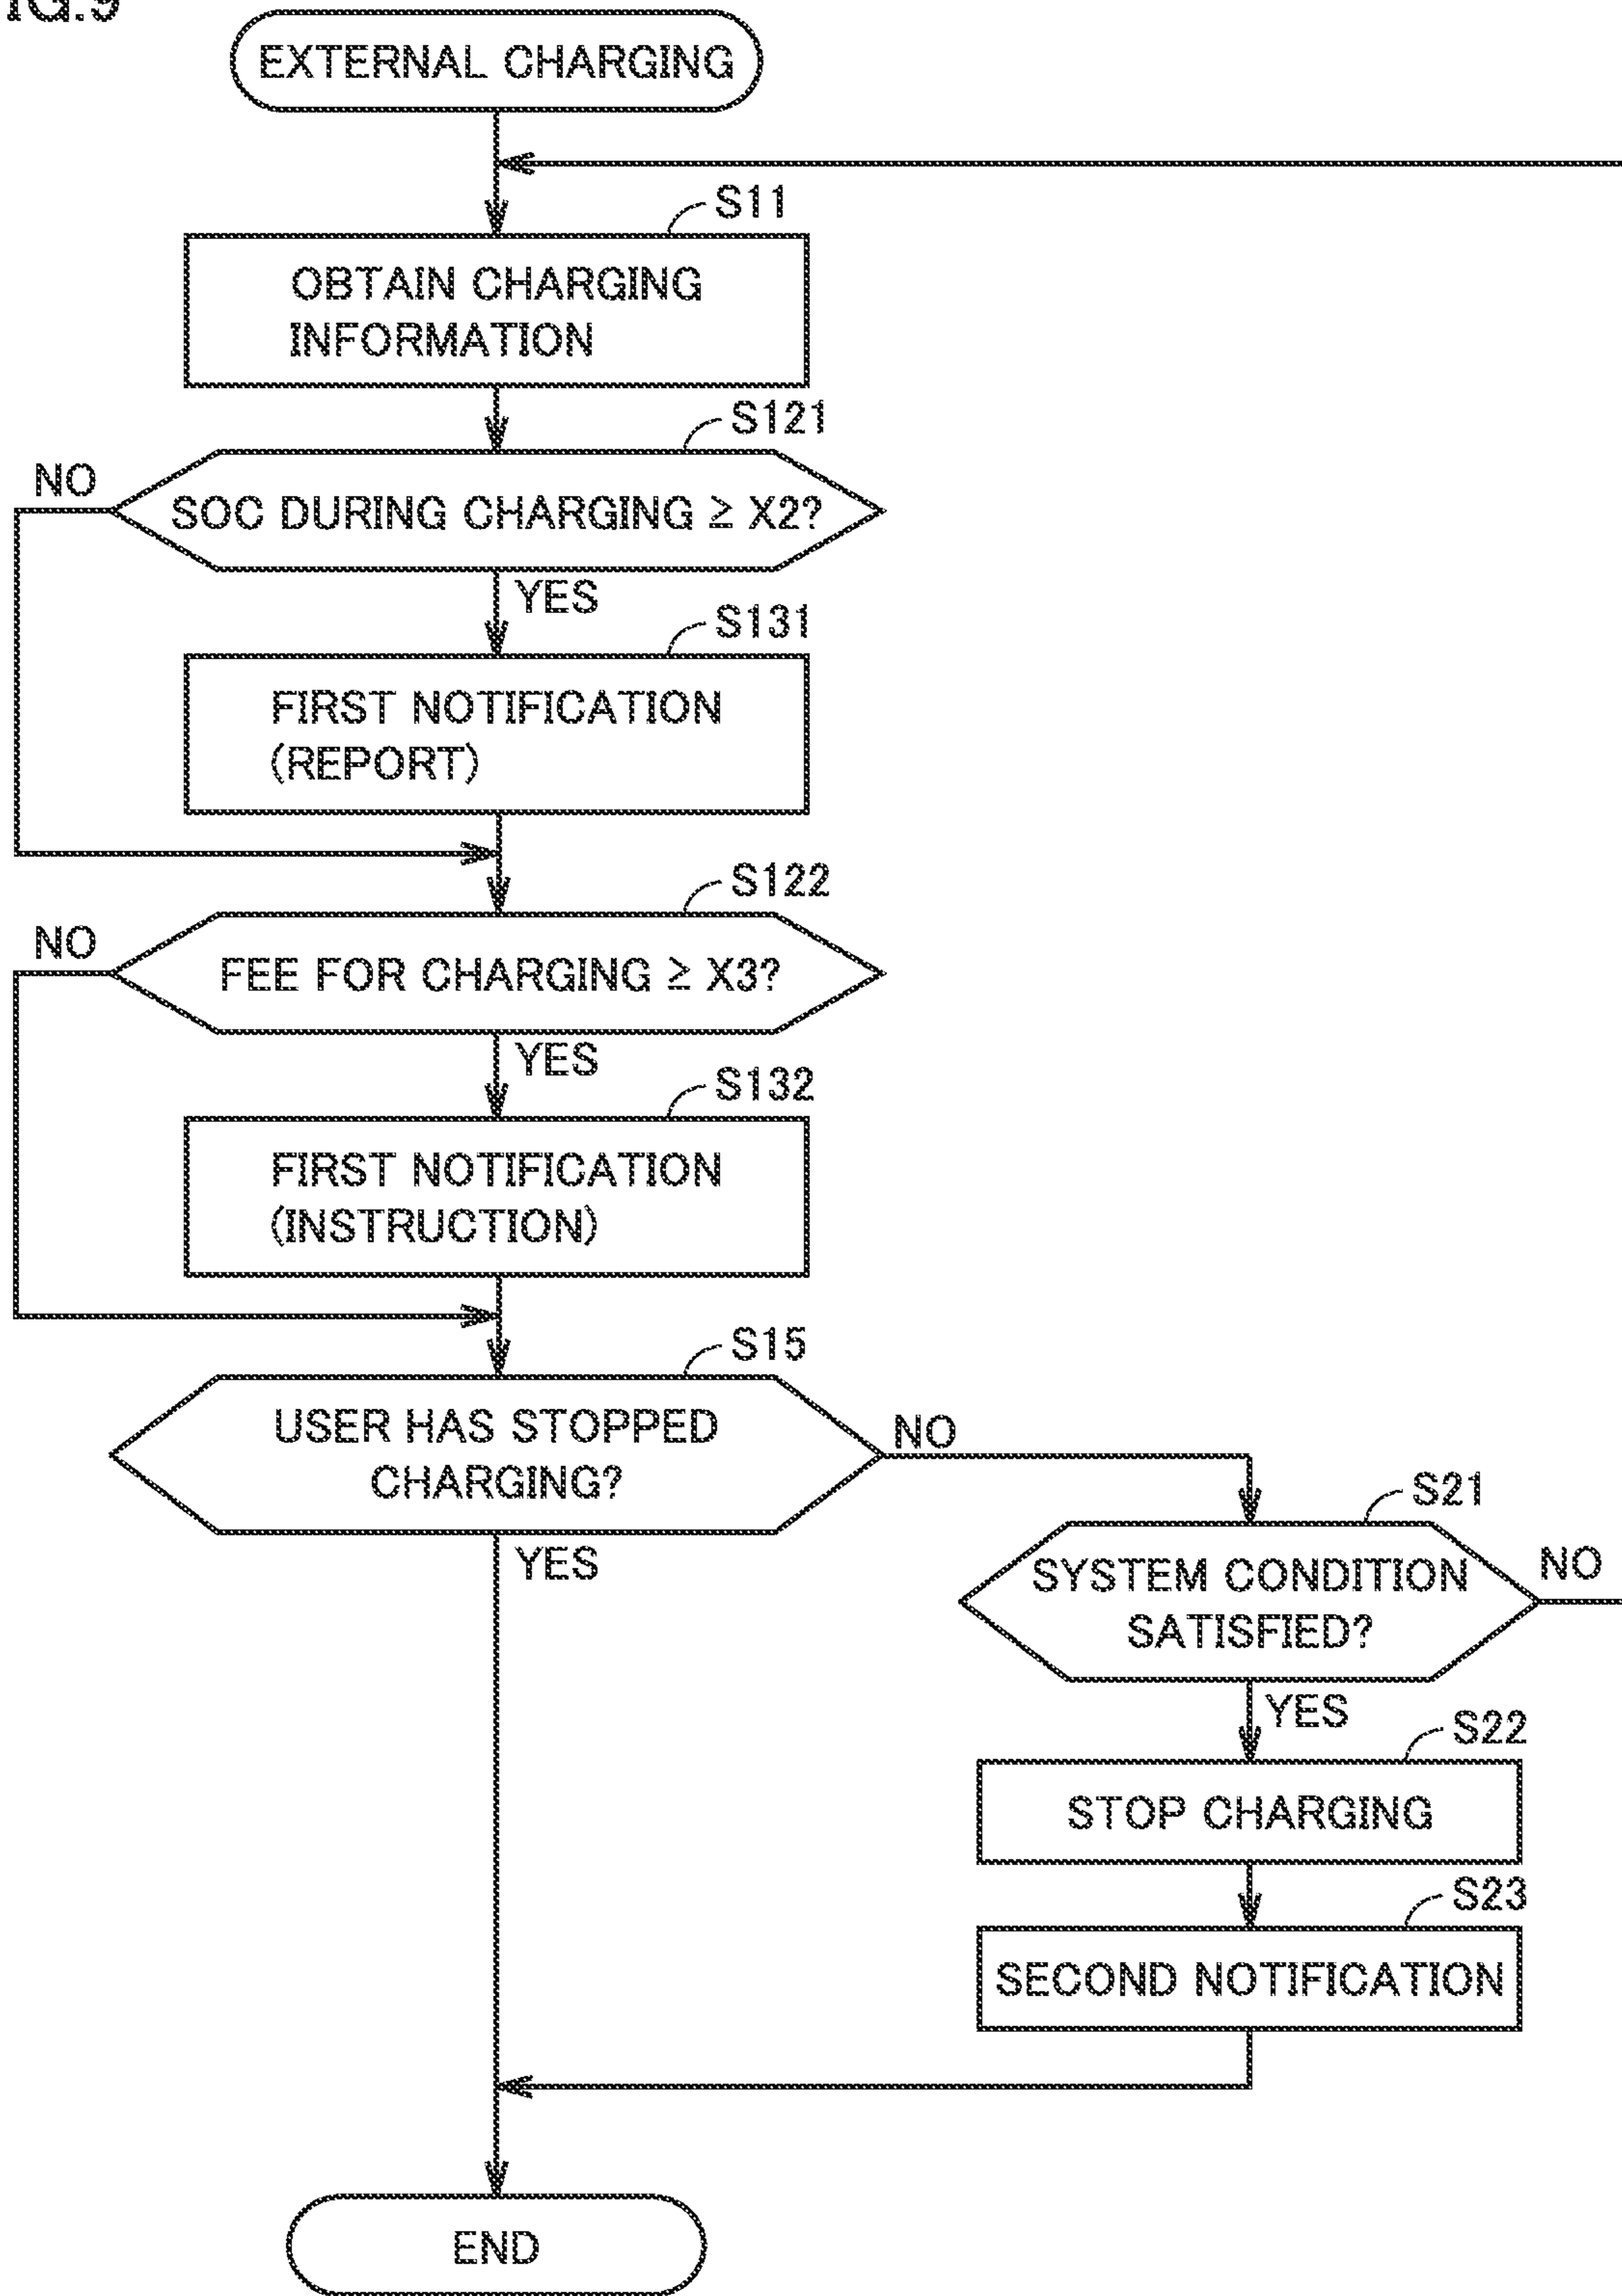 IG.9
EXTERNAL CHARGING
S11
OBTAIN CHARGING
INFORMATION
S121
NO
SOC DURING CHARGING ≥ X2?
YES
S131
FIRST NOTIFICATION
(REPORT)
S122
NO
FEE FOR CHARGING ≥ X3?
YES
S132
FIRST NOTIFICATION
(INSTRUCTION)
S15
USER HAS STOPPED
CHARGING?
NO
YES
S21
SYSTEM CONDITION
SATISFIED?
NO
YES
S22
STOP CHARGING
S23
SECOND NOTIFICATION
END